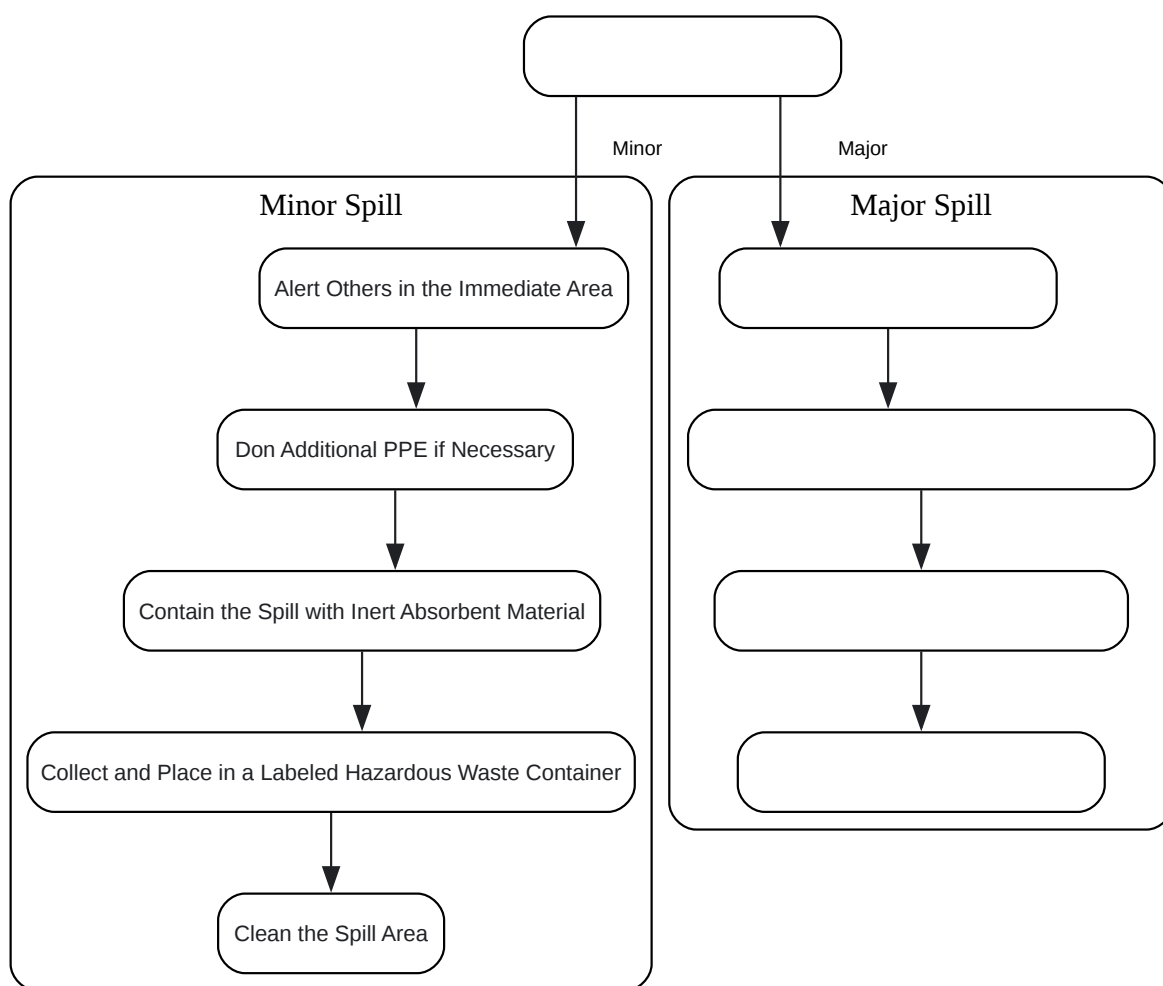 Minor
Major
Minor Spill
Alert Others in the Immediate Area
Don Additional PPE if Necessary
Contain the Spill with Inert Absorbent Material
Collect and Place in a Labeled Hazardous Waste Container
Clean the Spill Area
Major Spill